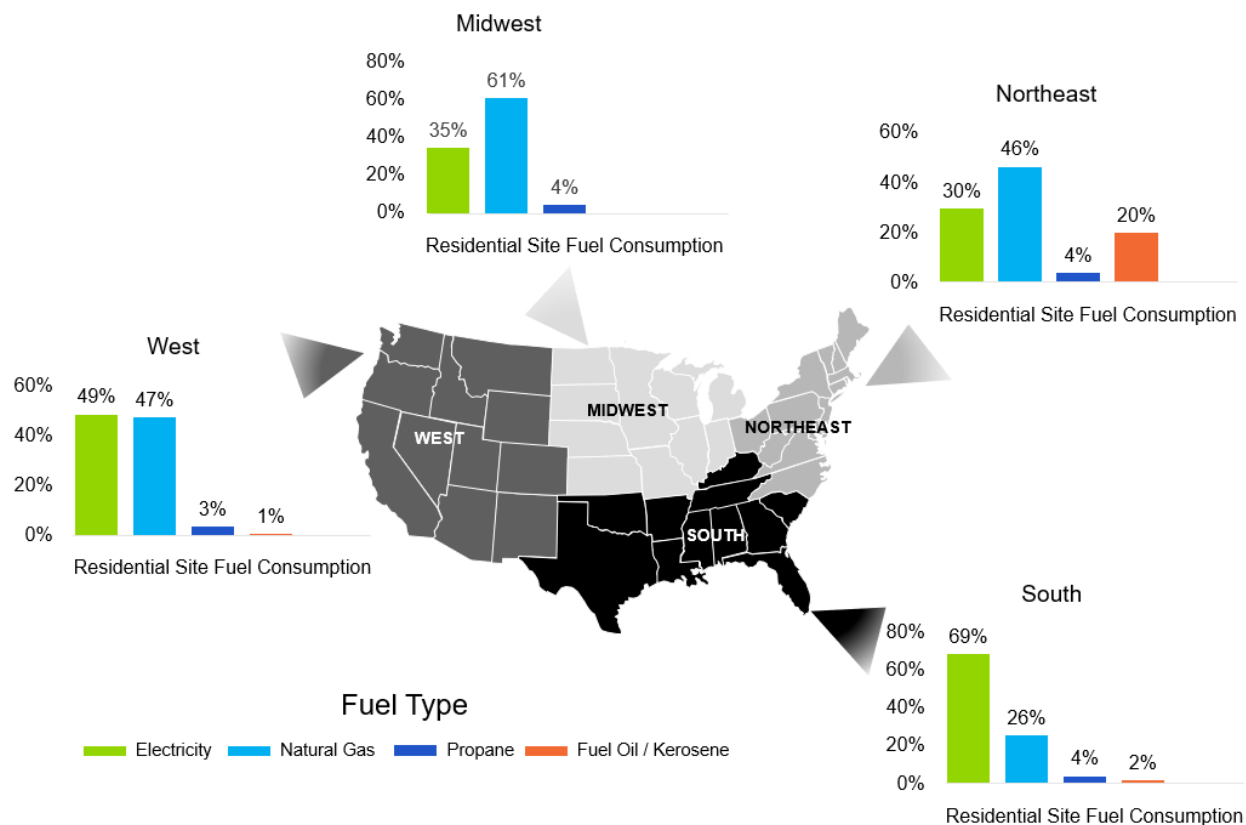 Midwest
80%
60%
40%
20%
0%
35%
61%
4%
Residential Site Fuel Consumption
Northeast
60%
40%
20%
0%
30%
46%
4%
20%
Residential Site Fuel Consumption
West
60%
40%
20%
0%
49%
47%
3%
1%
Residential Site Fuel Consumption
MIDWEST
NORTHEAST
WEST
SOUTH
South
80%
60%
40%
20%
0%
69%
26%
4%
2%
Residential Site Fuel Consumption
Fuel Type
Electricity Natural Gas Propane Fuel Oil / Kerosene